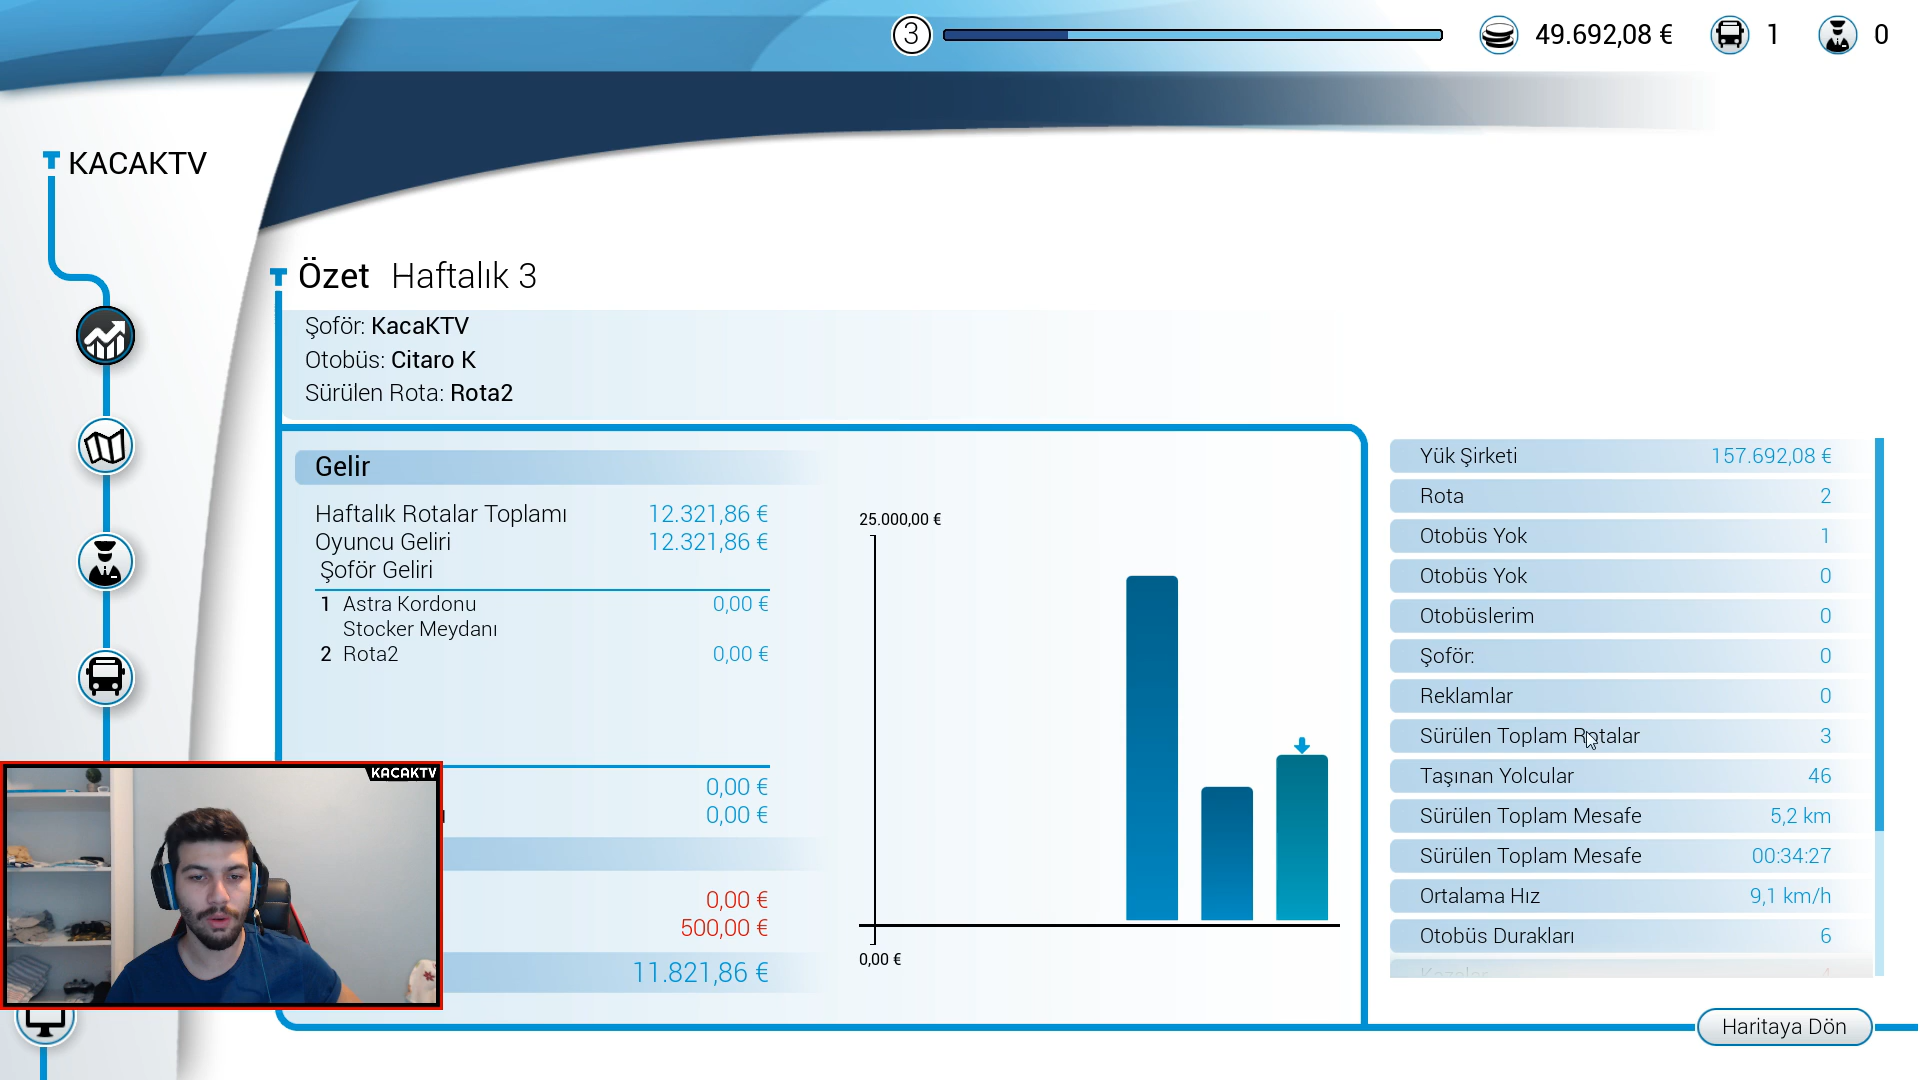 3
49.692,08 €
1
0
KACAKTV
Özet Haftalık 3
Şoför: KacaKTV
Otobüs: Citaro K
Sürülen Rota: Rota2
Gelir
Haftalık Rotalar Toplamı 12.321,86 €
Oyuncu Geliri 12.321,86 €
Şoför Geliri
1 Astra Kordonu 0,00 €
Stocker Meydanı
2 Rota2 0,00 €
0,00 €
0,00 €
0,00 €
500,00 €
11.821,86 €
25.000,00 €
0,00 €
Yük Şirketi 157.692,08 €
Rota 2
Otobüs Yok 1
Otobüs Yok 0
Otobüslerim 0
Şoför: 0
Reklamlar 0
Sürülen Toplam Rotalar 3
Taşınan Yolcular 46
Sürülen Toplam Mesafe 5,2 km
Sürülen Toplam Mesafe 00:34:27
Ortalama Hız 9,1 km/h
Otobüs Durakları 6
Kazalar 4
Haritaya Dön
KACAKTV